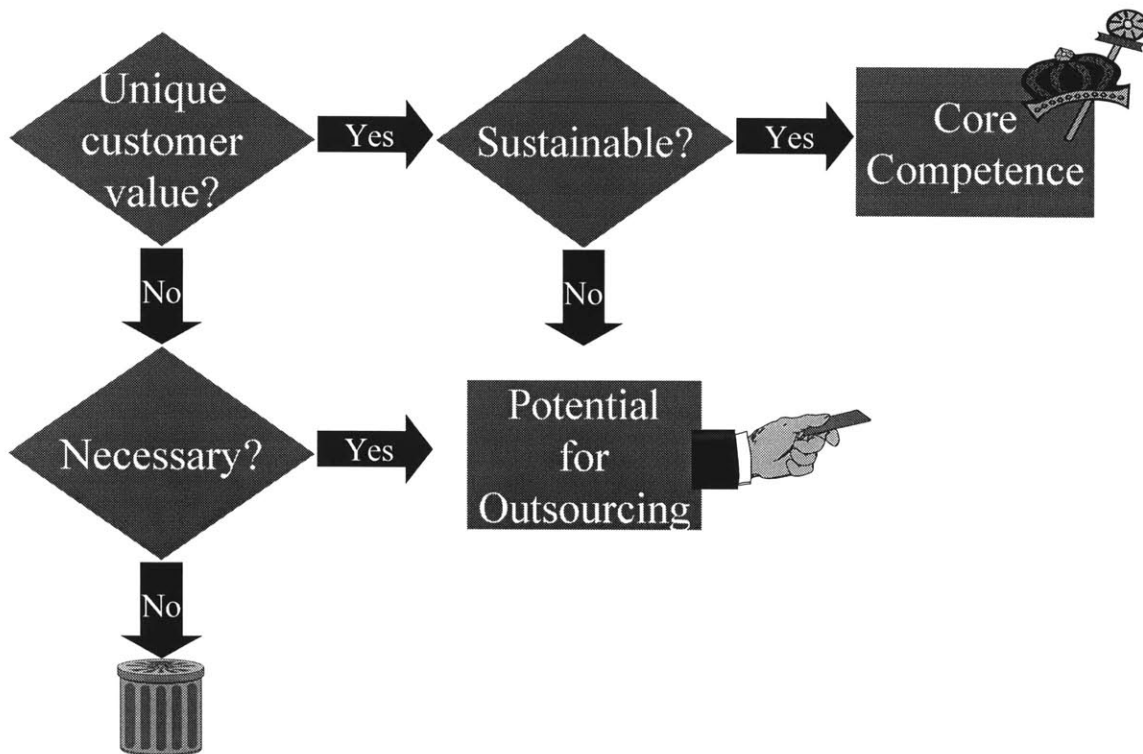 Unique
customer
value?
Yes
Sustainable?
Yes
Core
Competence
No
No
Necessary?
Yes
Potential
for
Outsourcing
No